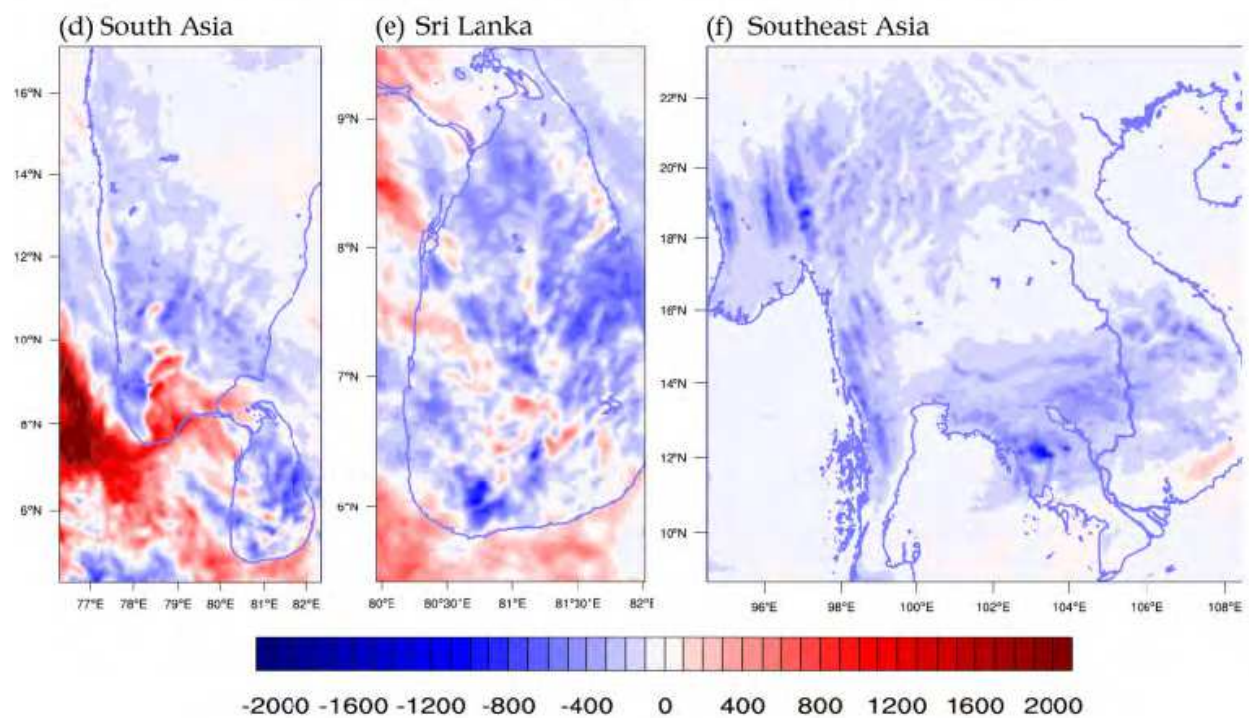 (d) South Asia
(e) Sri Lanka
(f) Southeast Asia
16°N
14°N
12°N
10°N
8°N
6°N
77°E 78°E 79°E 80°E 81°E 82°E
9°N
8°N
7°N
6°N
60°E 60°30'E 81°E 81°30'E 82°E
22°N
20°N
18°N
16°N
14°N
12°N
10°N
96°E 98°E 100°E 102°E 104°E 106°E 108°E
-2000 -1600 -1200 -800 -400 0 400 800 1200 1600 2000